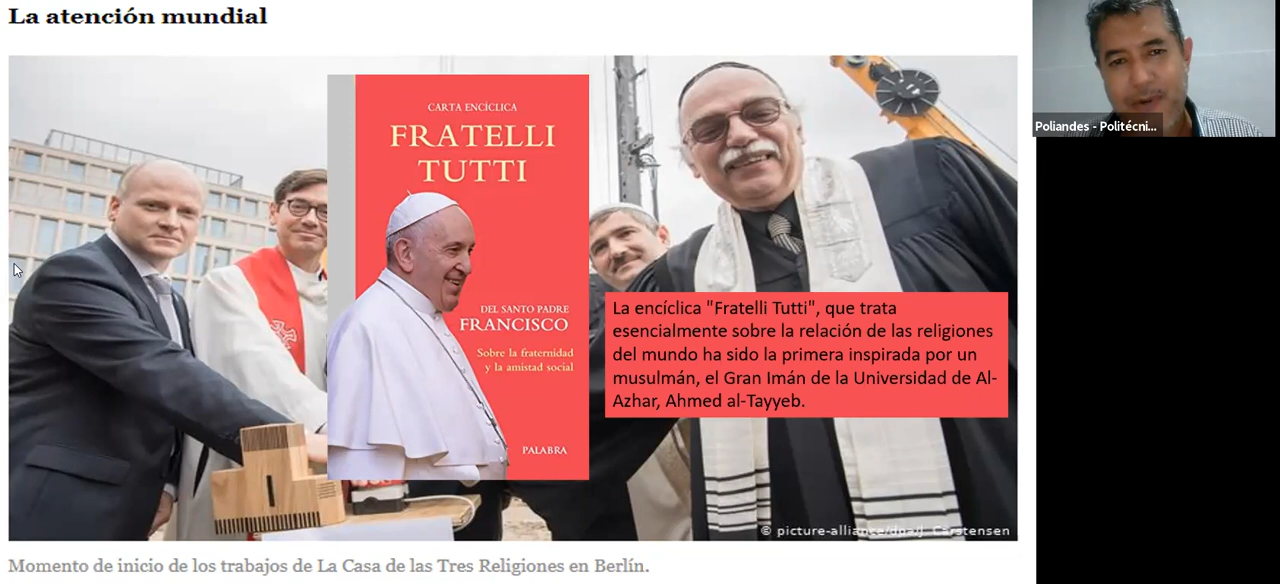 La atención mundial
CARTA ENCÍCLICA
FRATELLI
TUTTI
DEL SANTO PADRE
FRANCISCO
Sobre la fraternidad
y la amistad social
PALABRA
La encíclica "Fratelli Tutti", que trata
esencialmente sobre la relación de las religiones
del mundo ha sido la primera inspirada por un
musulmán, el Gran Imán de la Universidad de Al-
Azhar, Ahmed al-Tayyeb.
© picture-alliance/dpa/J. Carstensen
Momento de inicio de los trabajos de La Casa de las Tres Religiones en Berlín.
Poliandes - Politécni...